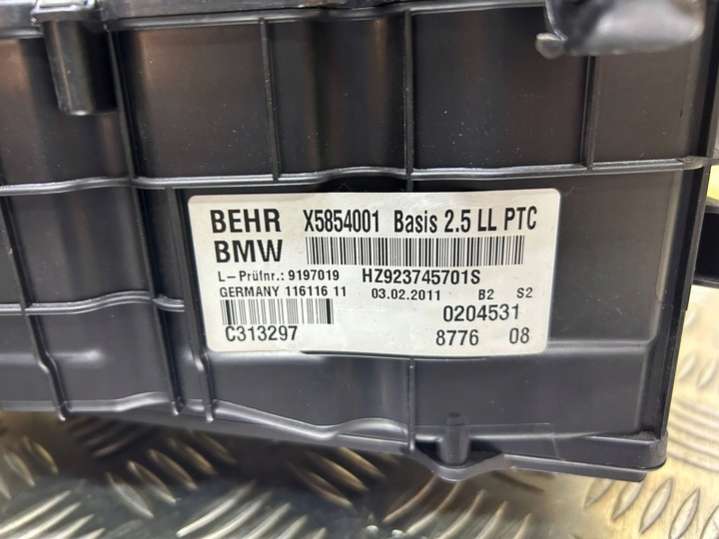 BEHR X5854001 Basis 2.5 LL PTC
BMW
L-Prüfnr.: 9197019 HZ923745701S
GERMANY 116116 11 03.02.2011 B2 S2
0204531
C313297 8776 08